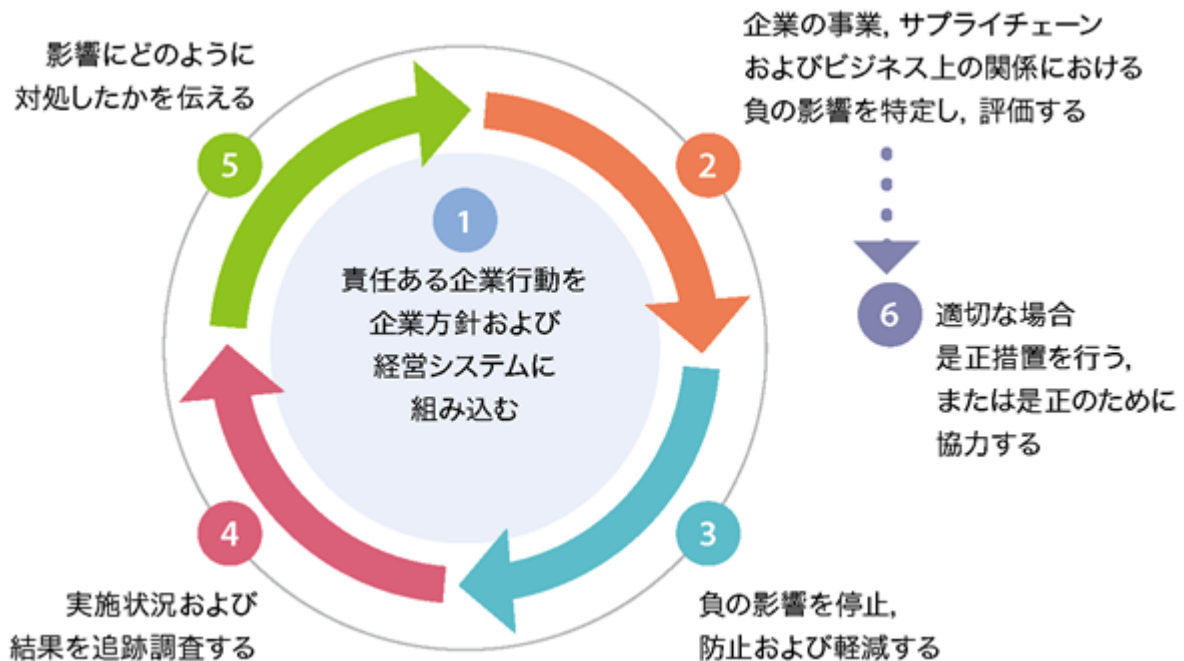 1
責任ある企業行動を
企業方針および
経営システムに
組み込む
2
企業の事業, サプライチェーン
およびビジネス上の関係における
負の影響を特定し, 評価する
3
負の影響を停止,
防止および軽減する
4
実施状況および
結果を追跡調査する
5
影響にどのように
対処したかを伝える
6
適切な場合
是正措置を行う,
または是正のために
協力する